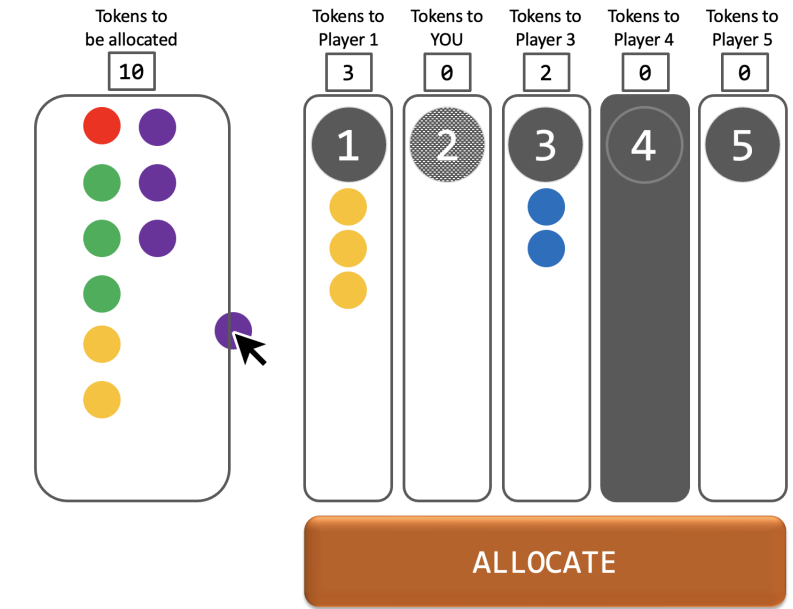 Tokens to
be allocated
10
Tokens to
Player 1
3
Tokens to
YOU
0
Tokens to
Player 3
2
Tokens to
Player 4
0
Tokens to
Player 5
0
1
2
3
4
5
ALLOCATE